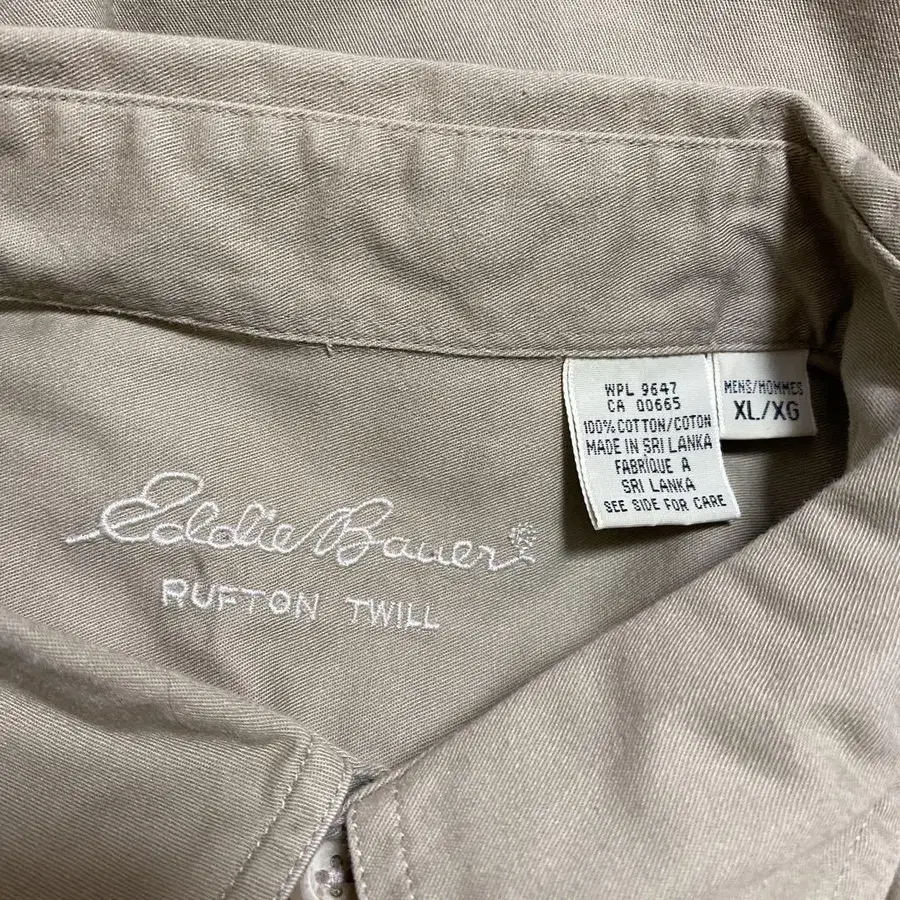 WPL 9647
CA 00665
100% COTTON/COTON
MADE IN SRI LANKA
FABRIQUE A
SRI LANKA
SEE SIDE FOR CARE
MENS/HOMMES
XL/XG
Eddie Bauer
RUFTON TWILL